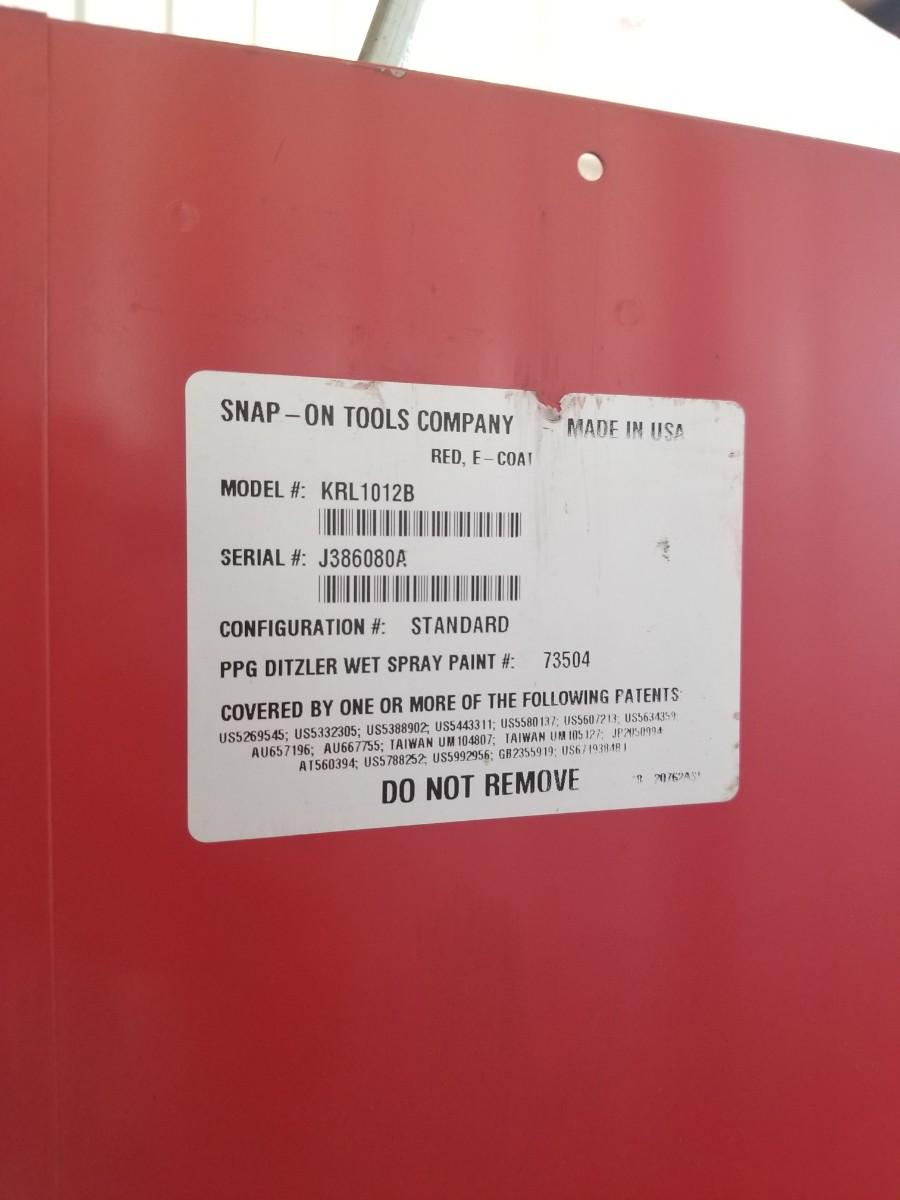 SNAP-ON TOOLS COMPANY - MADE IN USA
RED, E-COAT
MODEL #: KRL1012B
SERIAL #: J386080A
CONFIGURATION #: STANDARD
PPG DITZLER WET SPRAY PAINT #: 73504
COVERED BY ONE OR MORE OF THE FOLLOWING PATENTS
US5269545; US5332305; US5388902; US5443311; US5580137; US5607213; US5634359
AU657196; AU667755; TAIWAN UM104807; TAIWAN UM105127; JP2050994
AT560394; US5788252; US5992956; GB2355919;
DO NOT REMOVE